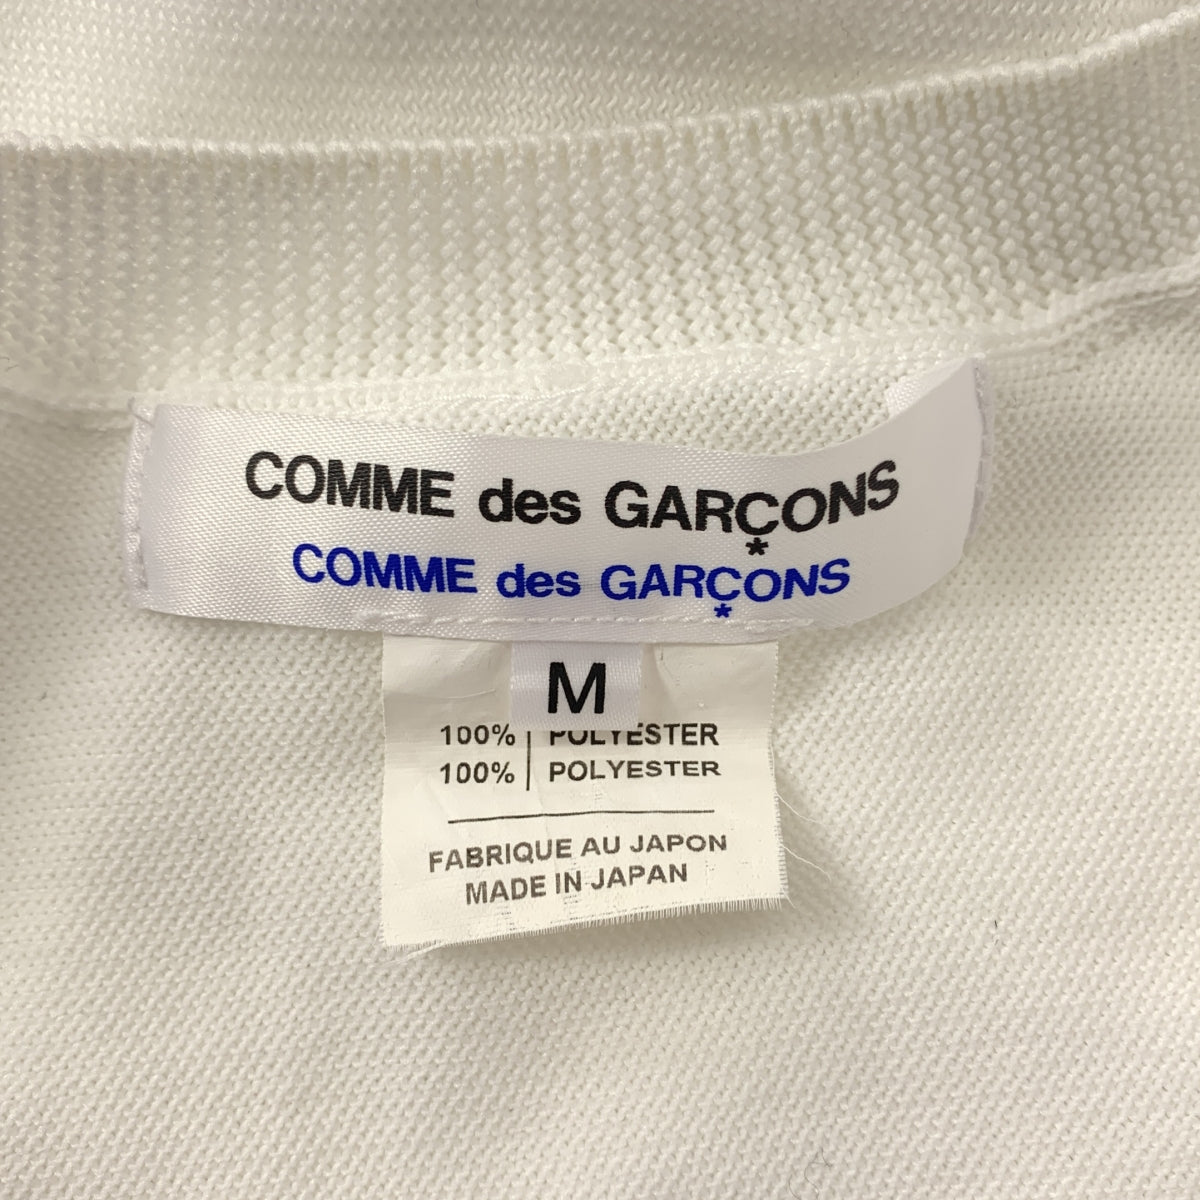 COMME des GARÇONS
*
COMME des GARÇONS
*
M
100% | POLYESTER
100% | POLYESTER
FABRIQUE AU JAPON
MADE IN JAPAN